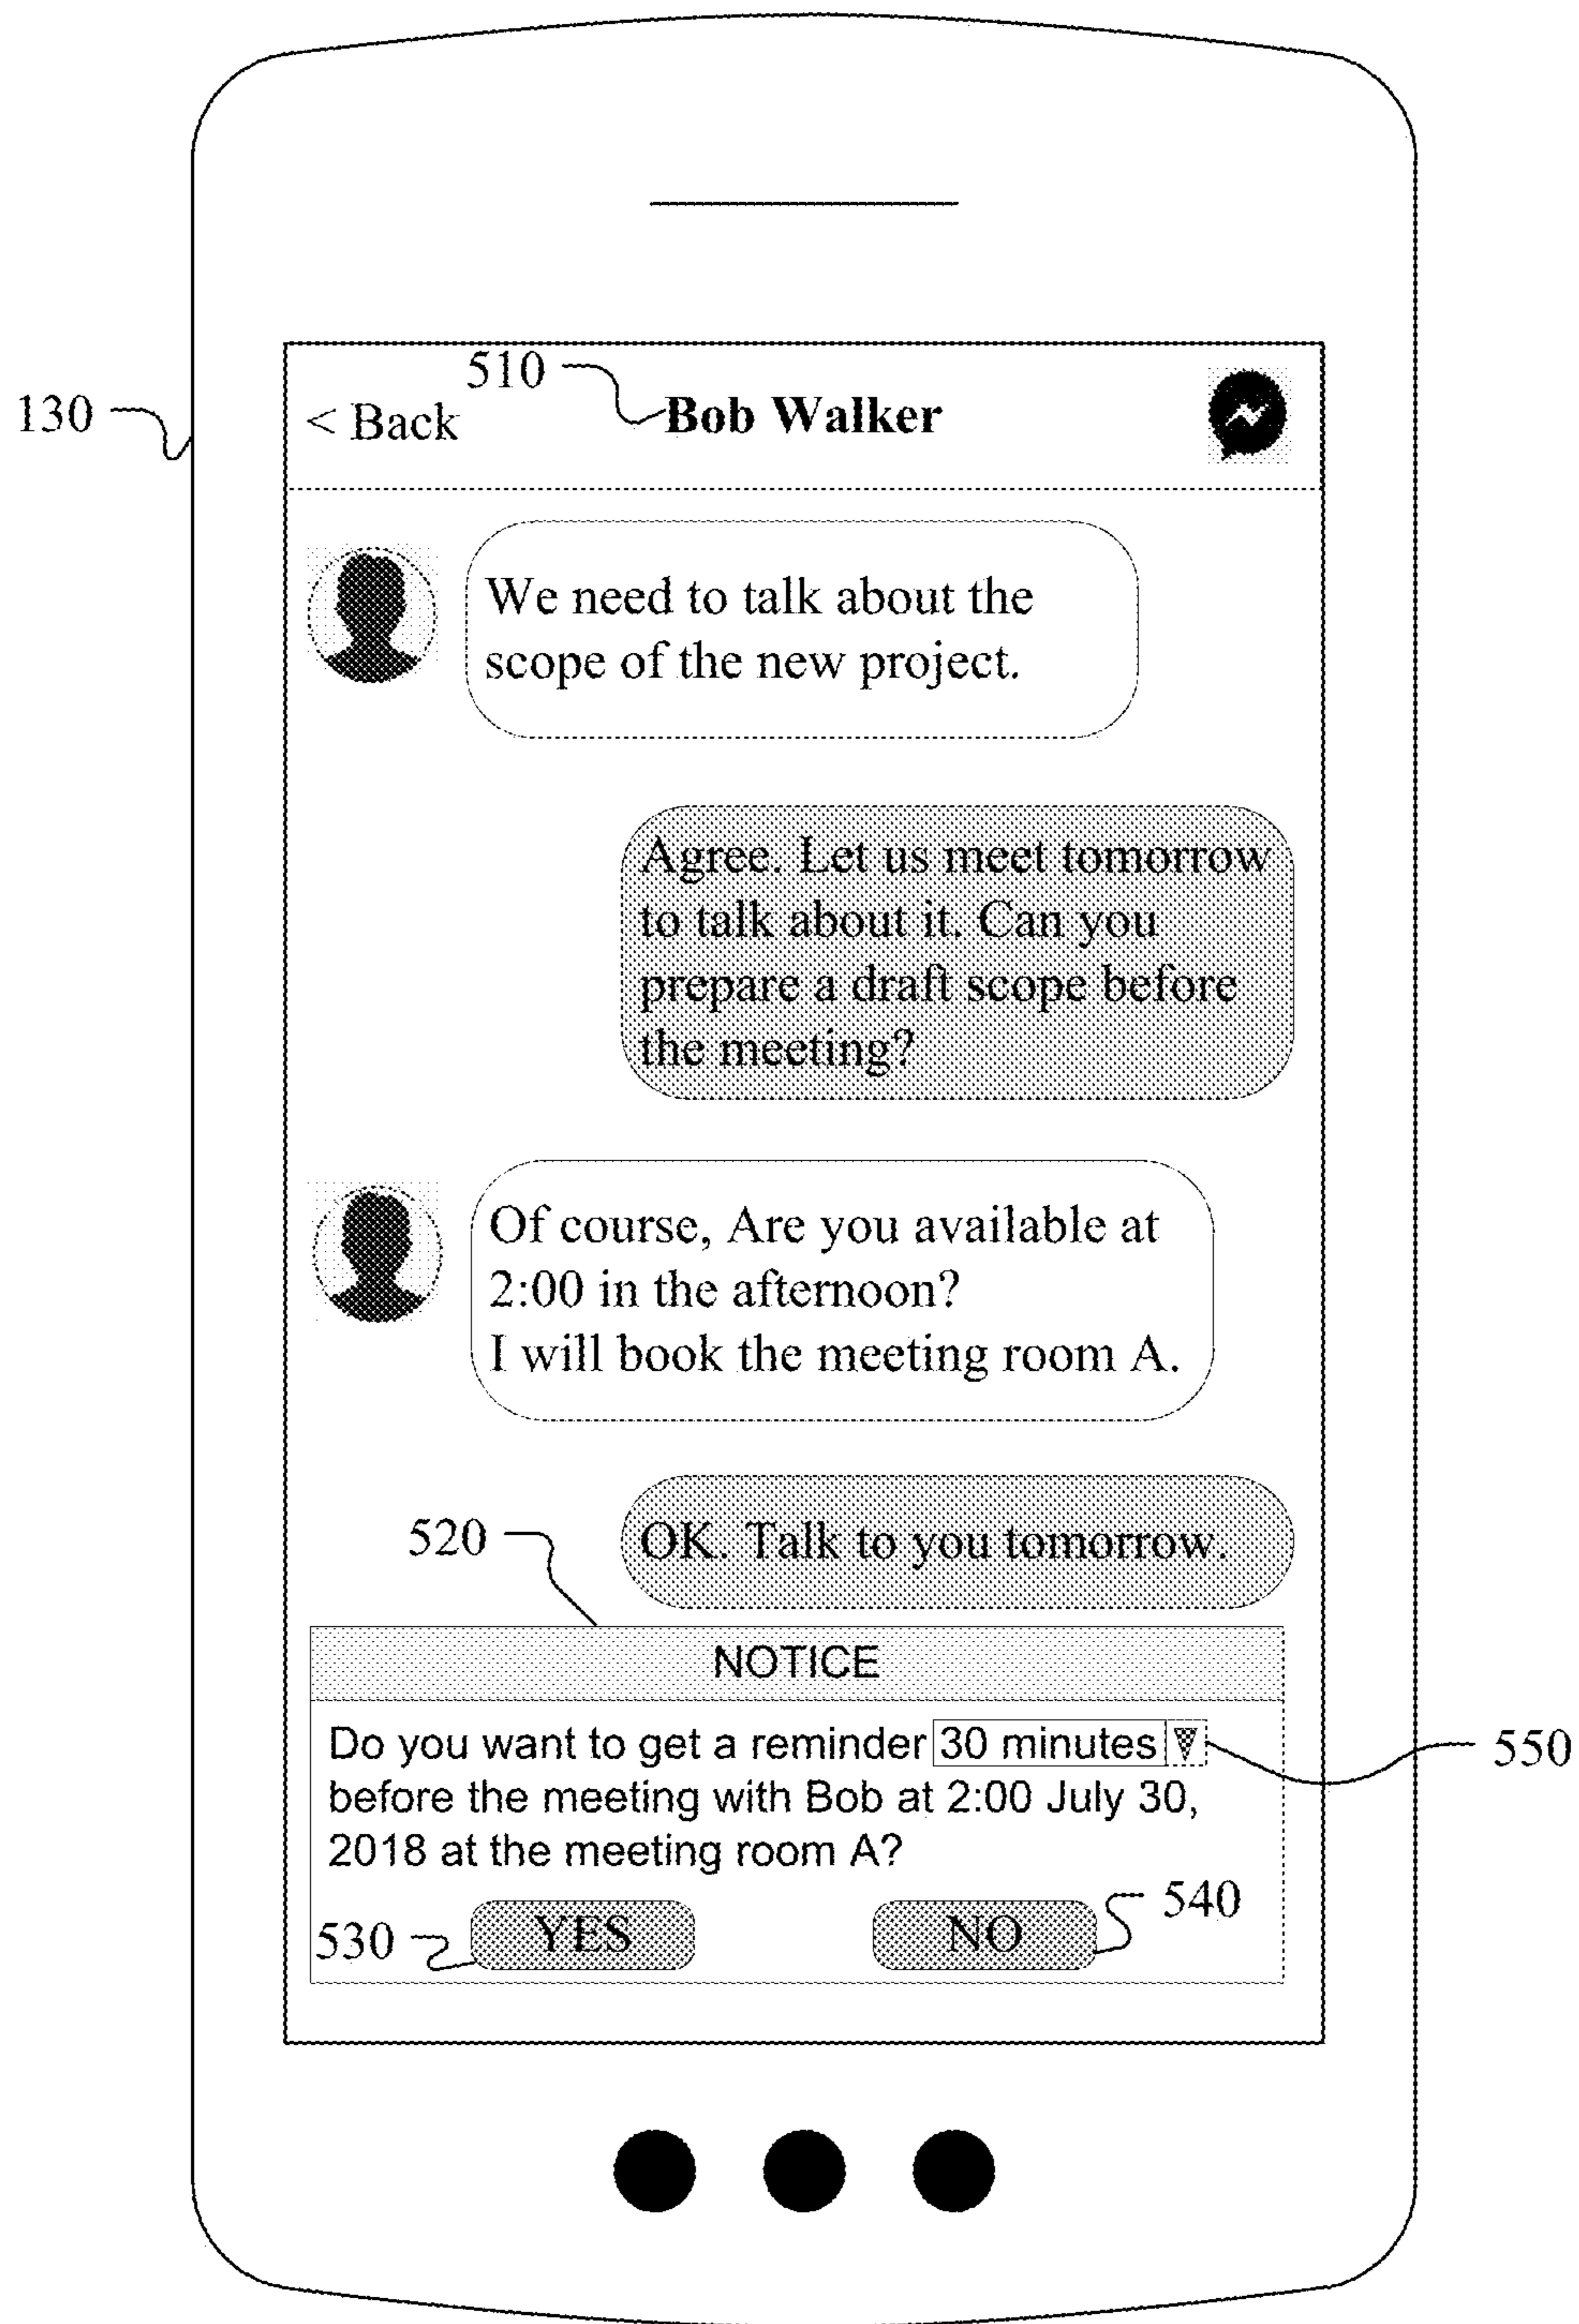 510
130
< Back Bob Walker
We need to talk about the
scope of the new project.
Agree. Let us meet tomorrow
to talk about it. Can you
prepare a draft scope before
the meeting?
Of course, Are you available at
2:00 in the afternoon?
I will book the meeting room A.
520
OK. Talk to you tomorrow.
NOTICE
Do you want to get a reminder 30 minutes
550
before the meeting with Bob at 2:00 July 30,
2018 at the meeting room A?
540
530
YES NO